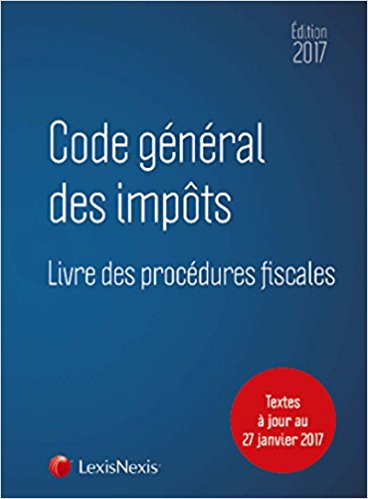 Édition
2017
Code général
des impôts
Livre des procédures fiscales
Textes
à jour au
27 janvier 2017
LexisNexis®